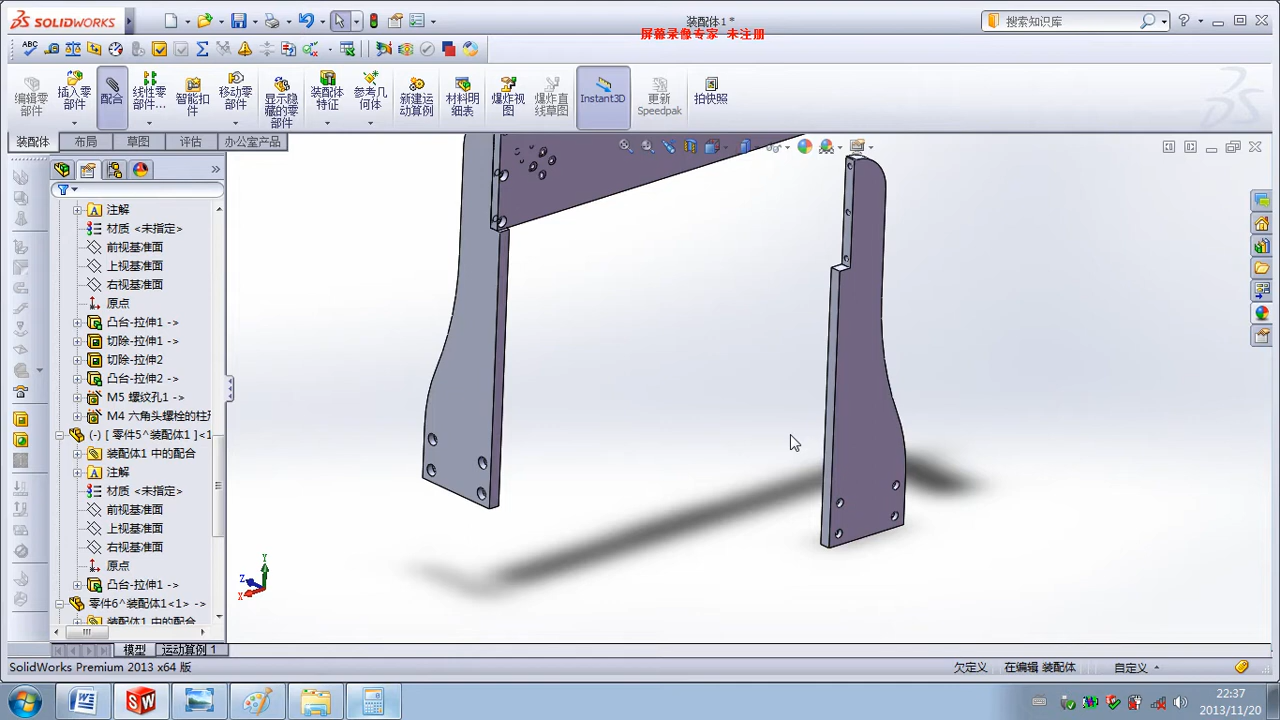 SOLIDWORKS
装配体1 *
搜索知识库
屏幕录像专家 未注册
编辑零部件
插入零部件
配合
线性零部件...
智能扣件
移动零部件
显示隐藏的零部件
装配体特征
参考几何体
新建运动算例
材料明细表
爆炸视图
爆炸直线草图
Instant3D
更新 Speedpak
拍快照
装配体 布局 草图 评估 办公室产品
注解
材质 <未指定>
前视基准面
上视基准面
右视基准面
原点
凸台-拉伸1 ->
切除-拉伸1 ->
切除-拉伸2
凸台-拉伸2 ->
M5 螺纹孔1 ->
M4 六角头螺栓的柱形
(-) [ 零件5^装配体1 ]<1
装配体1 中的配合
注解
材质 <未指定>
前视基准面
上视基准面
右视基准面
原点
凸台-拉伸1 ->
零件6^装配体1<1> ->
装配体1 中的配合
Y
Z
X
模型 运动算例 1
SolidWorks Premium 2013 x64 版
欠定义 在编辑 装配体 自定义
22:37
2013/11/20